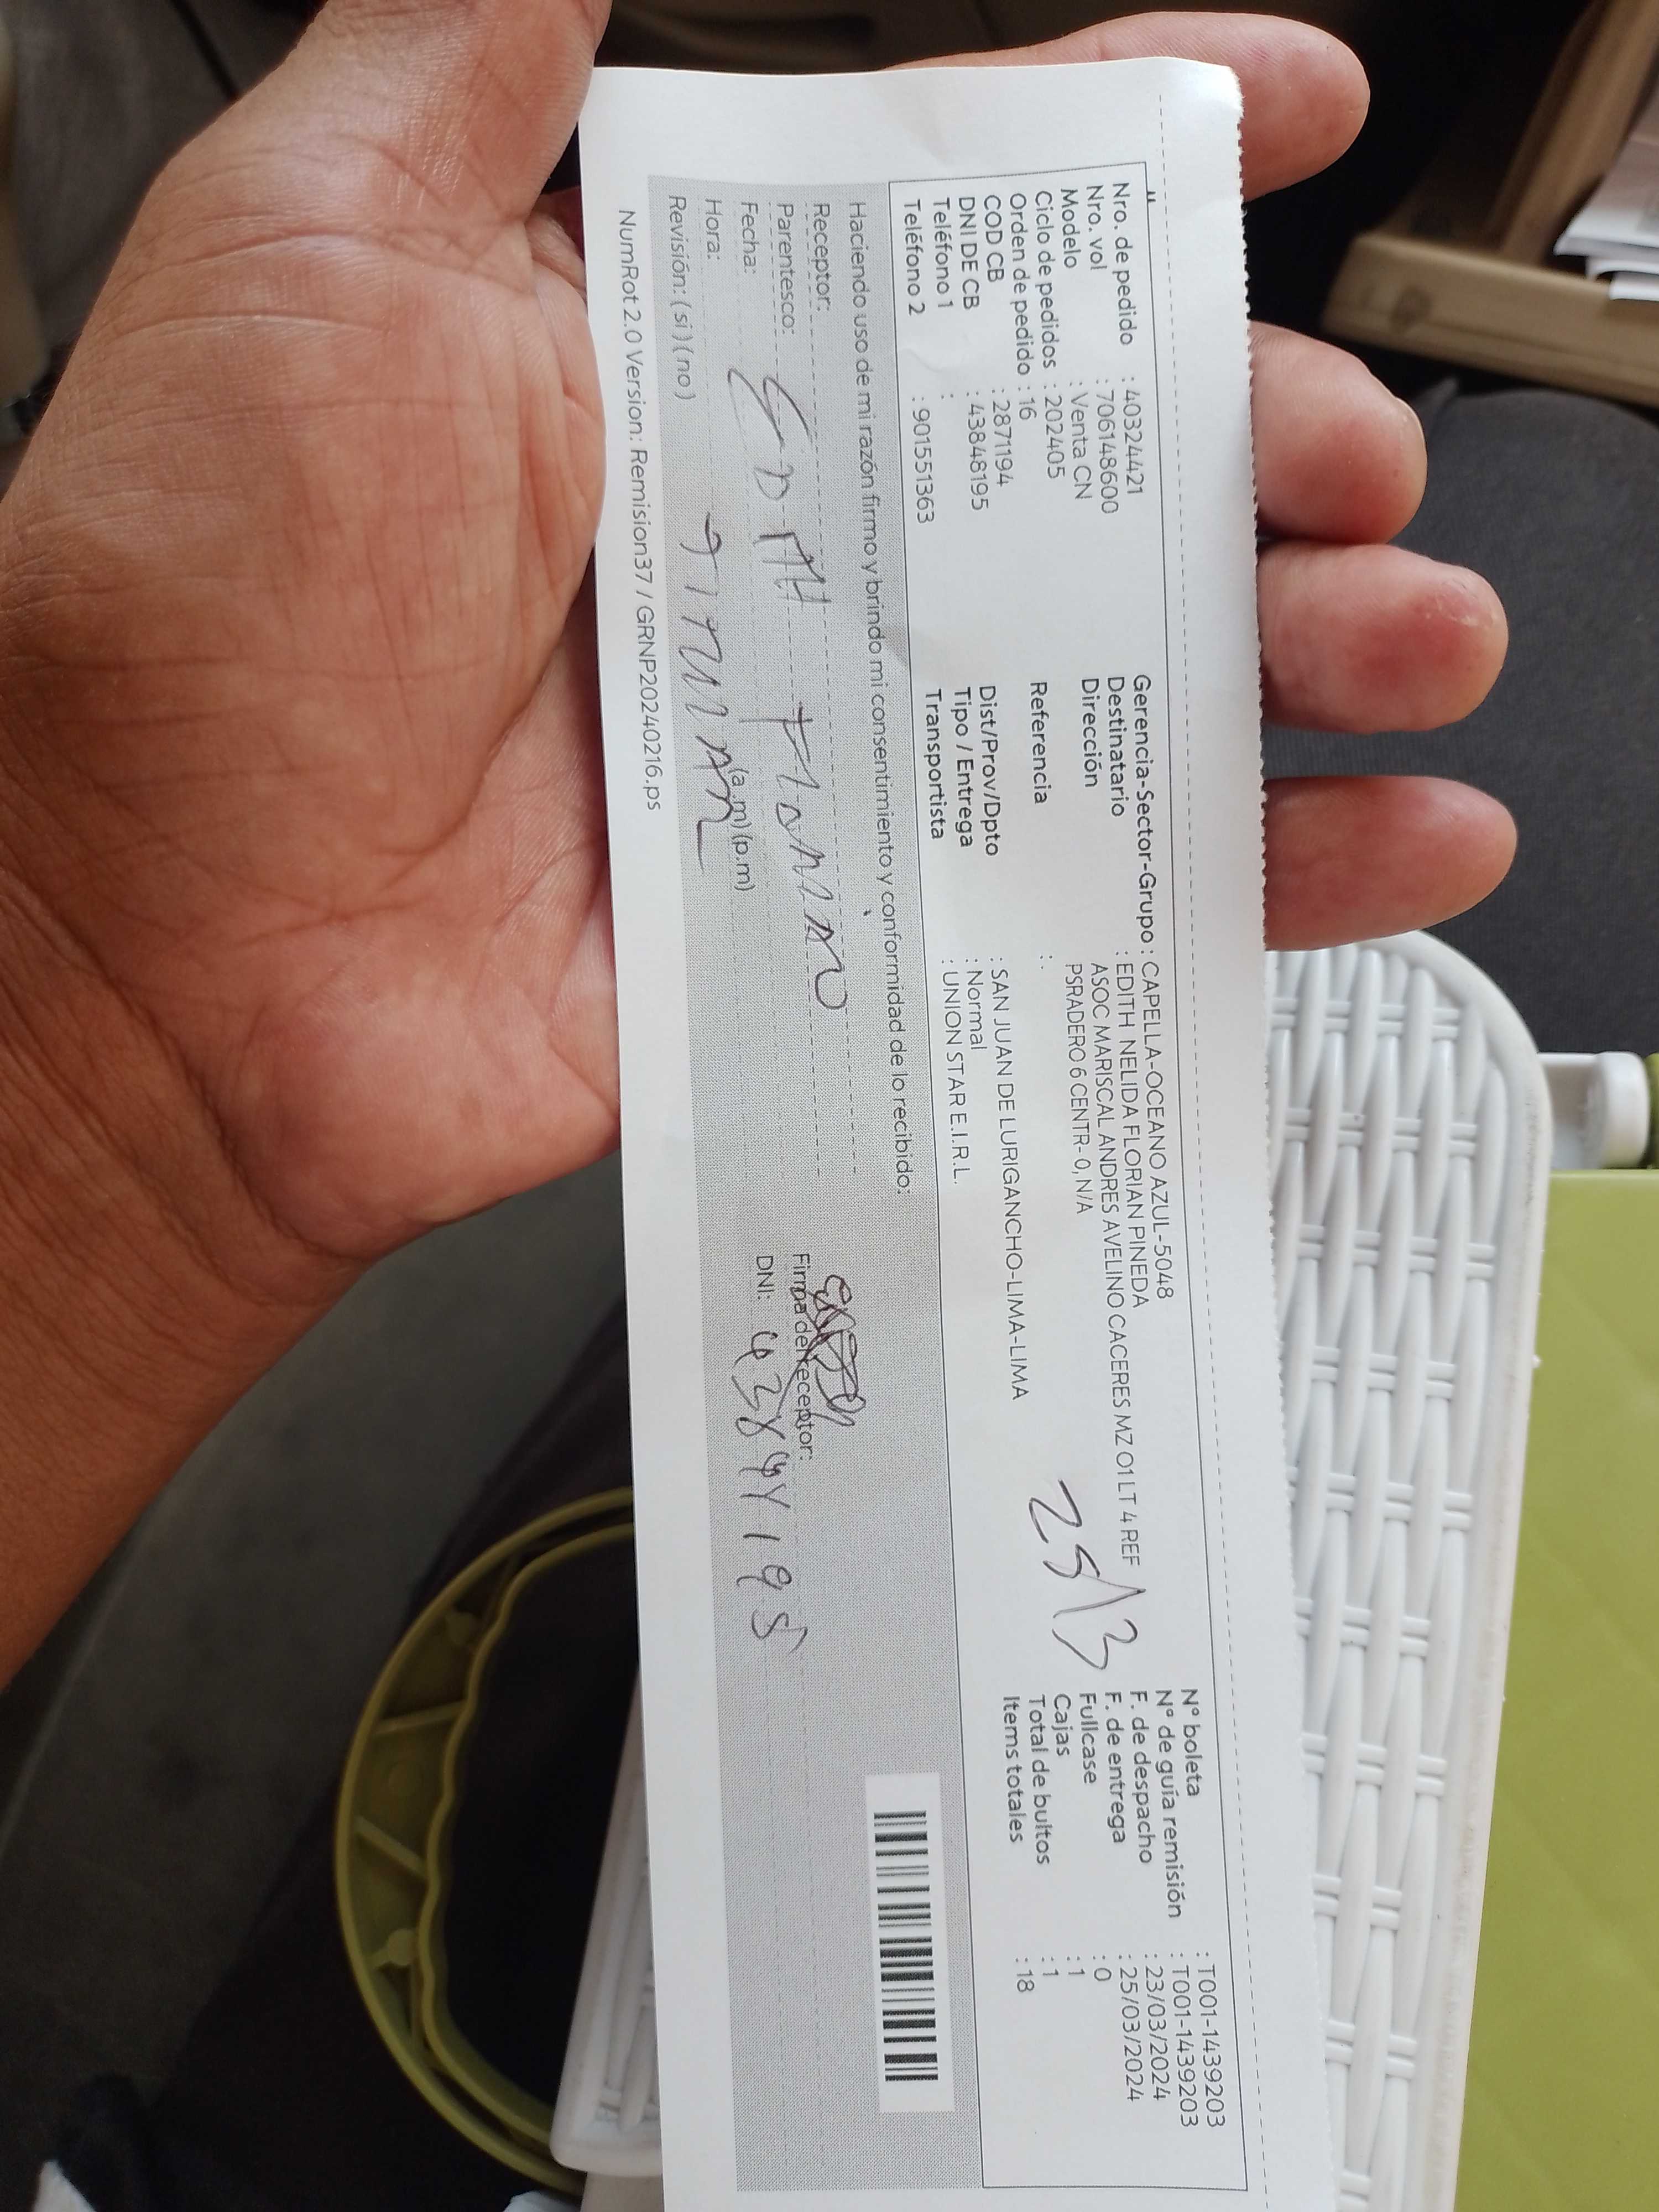 Nro. de pedido : 40324421
Nro. vol : 706148600
Modelo : Venta CN
Ciclo de pedidos : 202405
Orden de pedido : 16
COD CB : 2871194
DNI DE CB : 43848195
Teléfono 1 :
Teléfono 2 : 901551363
Gerencia-Sector-Grupo : CAPELLA-OCEANO AZUL-5048
Destinatario : EDITH NELIDA FLORIAN PINEDA
Dirección ASOC MARISCAL ANDRES AVELINO CACERES MZ O1 LT 4 REF
PSRADERO 6 CENTR- 0, N/A
Referencia : .
Dist/Prov/Dpto : SAN JUAN DE LURIGANCHO-LIMA-LIMA
Tipo / Entrega : Normal
Transportista : UNION STAR E.I.R.L.
25/3
N° boleta : T001-1439203
N° de guía remisión : T001-1439203
F. de despacho : 23/03/2024
F. de entrega : 25/03/2024
Fullcase : 0
Cajas : 1
Total de bultos : 1
Items totales : 18
Haciendo uso de mi razón firmo y brindo mi consentimiento y conformidad de lo recibido:
Receptor:
Parentesco:
Fecha:
Hora: (a.m) (p.m)
Revisión: ( si ) ( no )
Firma del receptor:
DNI:
NumRot 2.0 Version: Remision37 / GRNP20240216.ps